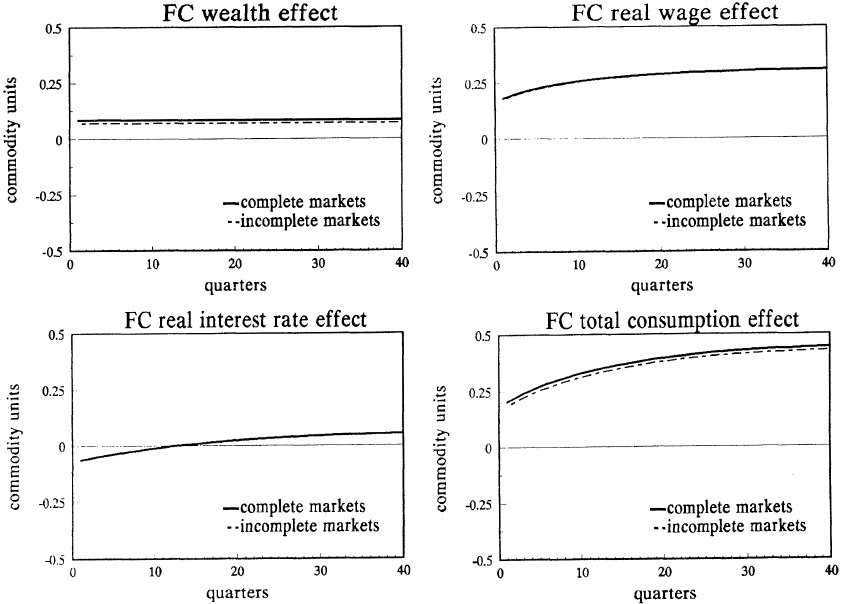 FC wealth effect
0.5
0.25
0
-0.25
-0.5
commodity units
complete markets
incomplete markets
0 10 20 30 40
quarters
FC real wage effect
0.5
0.25
0
-0.25
-0.5
commodity units
complete markets
incomplete markets
0 10 20 30 40
quarters
FC real interest rate effect
0.5
0
-0.25
-0.5
commodity units
complete markets
incomplete markets
0 10 20 30 40
quarters
FC total consumption effect
0.5
0.25
0
-0.25
-0.5
commodity units
complete markets
incomplete markets
0 10 20 30 40
quarters